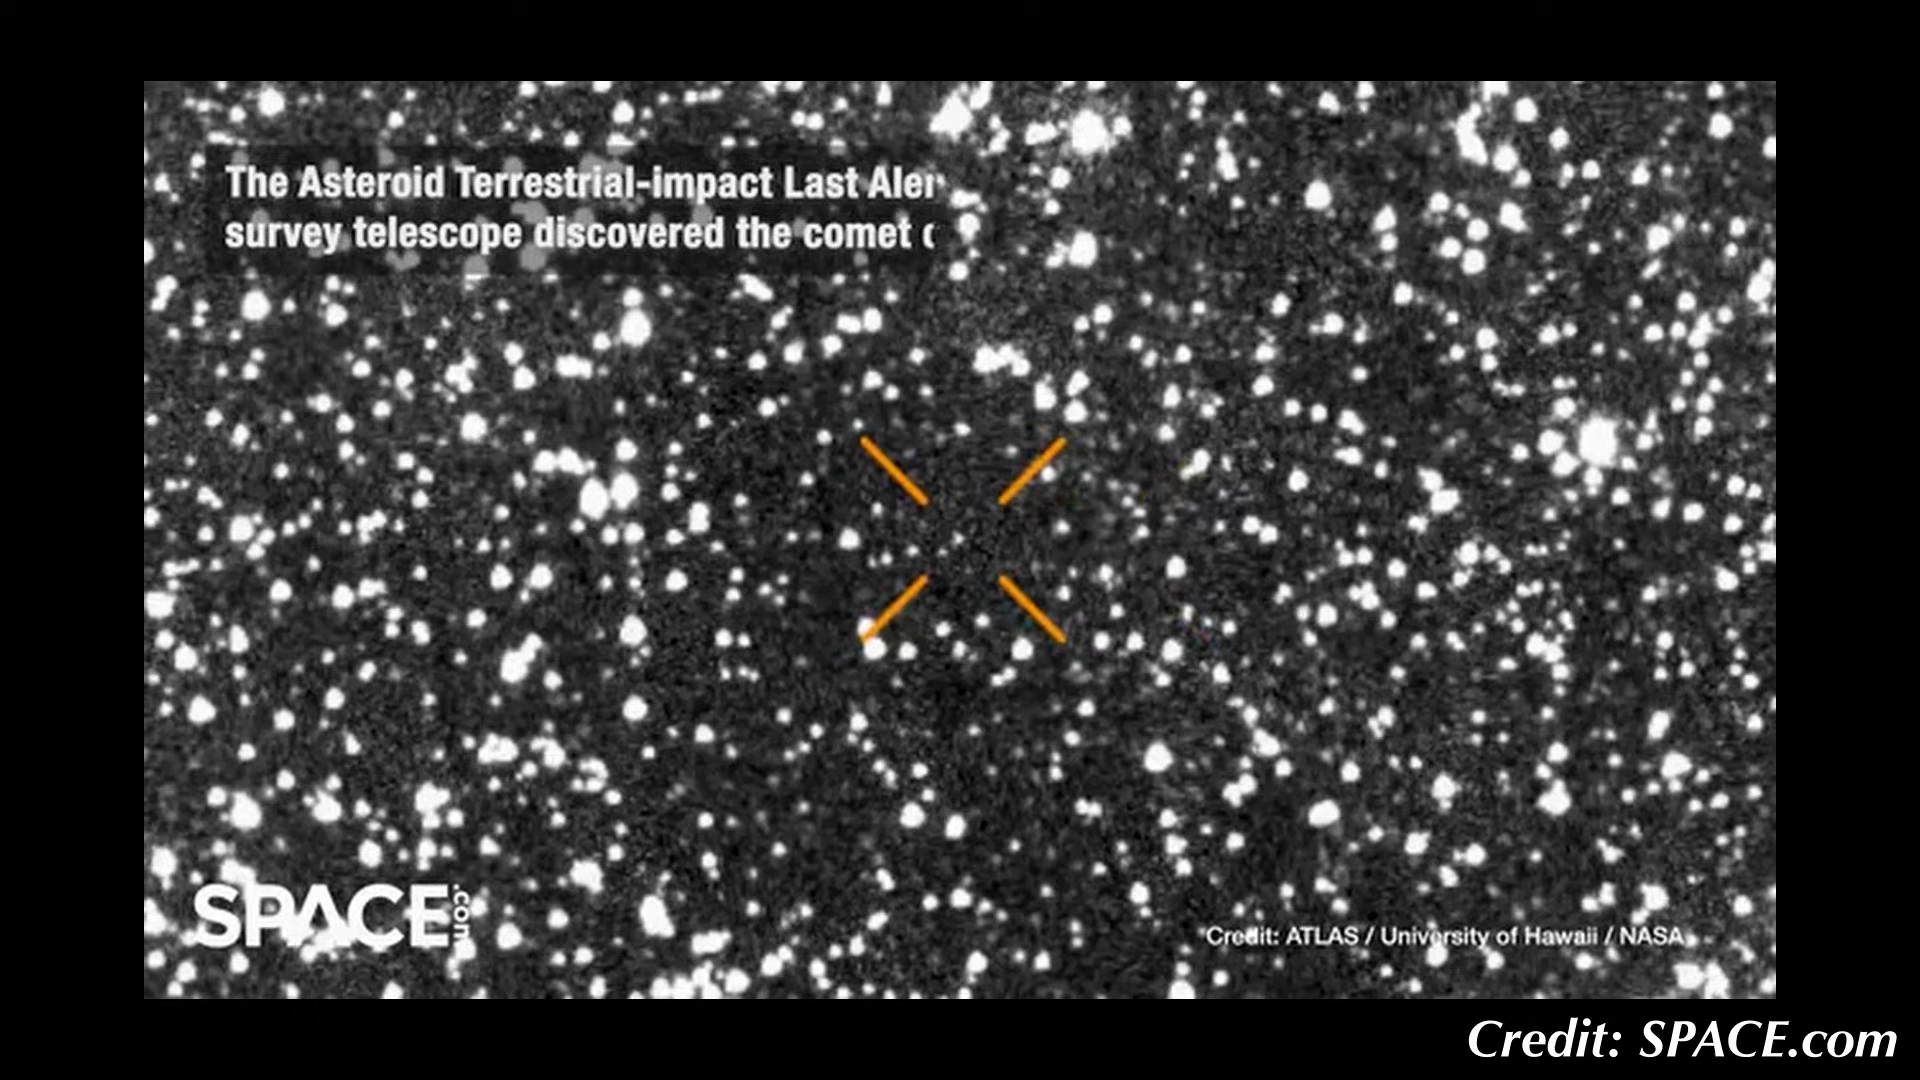 The Asteroid Terrestrial-impact Last
survey telescope discovered the comet
SPACE.com
Credit: ATLAS / University of Hawaii / NASA
Credit: SPACE.com